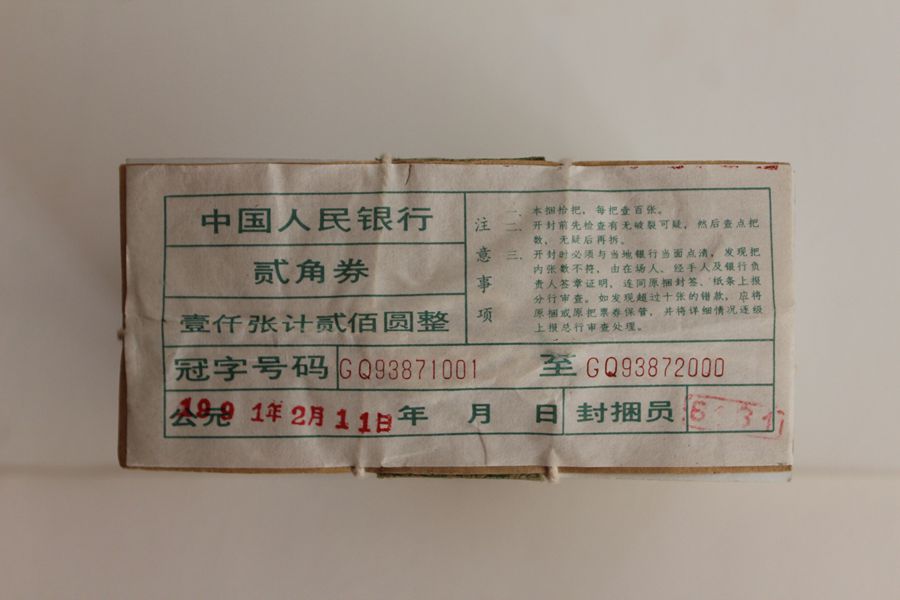 中国人民银行
贰角券
壹仟张计贰佰圆整
注意事项
一、本捆拾把，每把壹百张。
二、开封前先检查有无破裂可疑，然后查点把
数，无疑后再拆。
三、开封时必须与当地银行当面点清，发现把
内张数不符，由在场人、经手人及银行负
责人签章证明，连同原捆封签、纸条上报
分行审查。如发现超过十张的错款，应将
原捆或原把票券保管，并将详细情况逐级
上报总行审查处理。
冠字号码 GQ93871001 至 GQ93872000
公元 1991年2月11日 年 月 日 封捆员